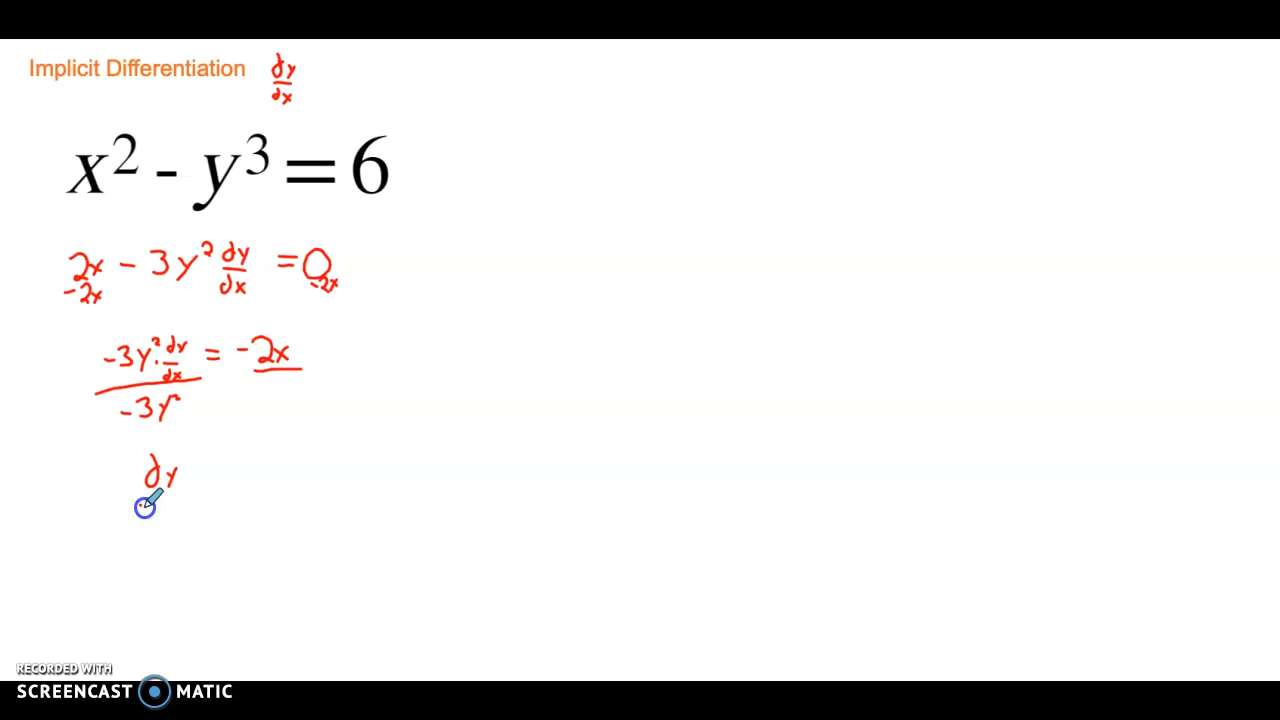 Implicit Differentiation dy/dx
x² - y³ = 6
2x - 3y² dy/dx = 0
-2x -2x
-3y² · dy/dx = -2x
-3y²
dy
RECORDED WITH
SCREENCAST MATIC